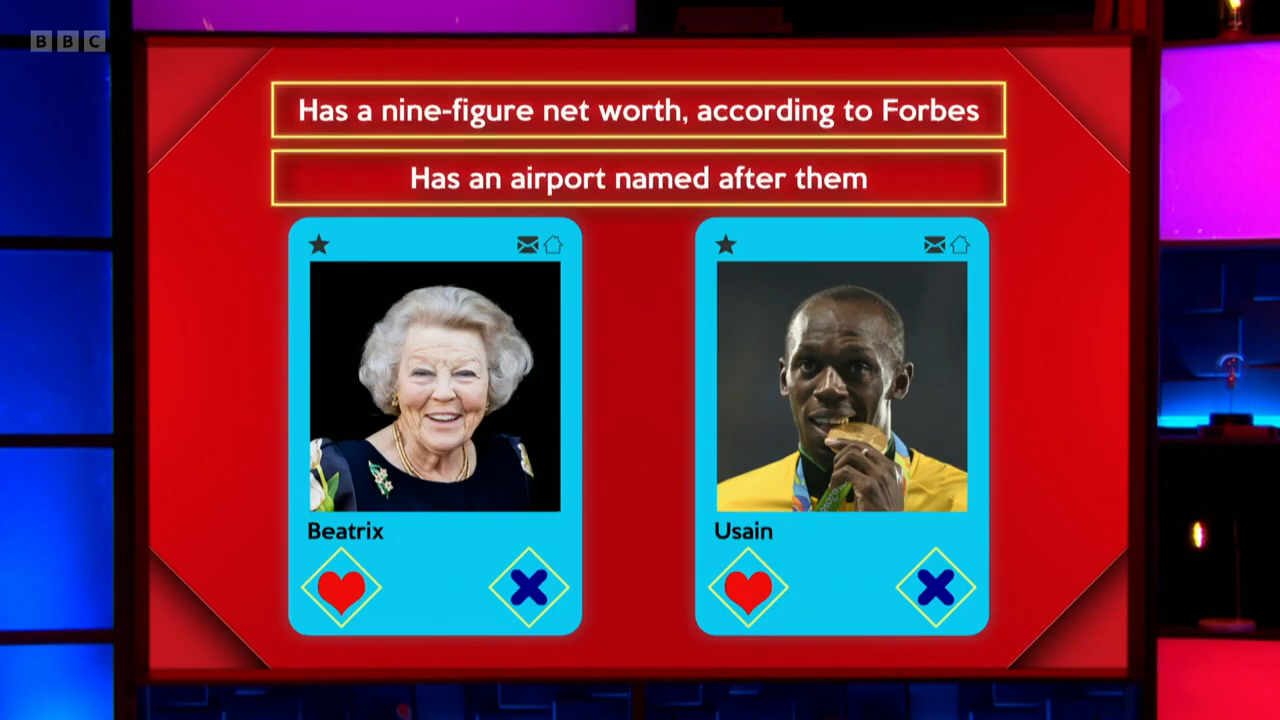 BBC
Has a nine-figure net worth, according to Forbes
Has an airport named after them
Beatrix
Usain